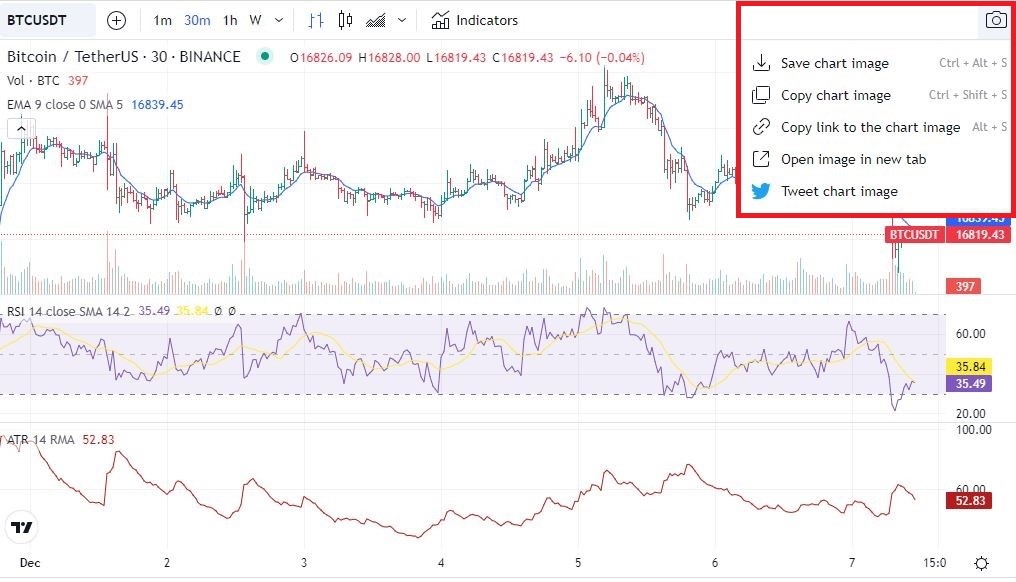 BTCUSDT 1m 30m 1h W Indicators
Bitcoin / TetherUS · 30 · BINANCE O16826.09 H16828.00 L16819.43 C16819.43 −6.10 (−0.04%)
Vol · BTC 397
EMA 9 close 0 SMA 5 16839.45
Save chart image Ctrl + Alt + S
Copy chart image Ctrl + Shift + S
Copy link to the chart image Alt + S
Open image in new tab
Tweet chart image
16839.45
BTCUSDT 16819.43
397
RSI 14 close SMA 14 2 35.49 35.84 Ø Ø
60.00
35.84
35.49
20.00
ATR 14 RMA 52.83
100.00
60.00
52.83
Dec 2 3 4 5 6 7 15:0